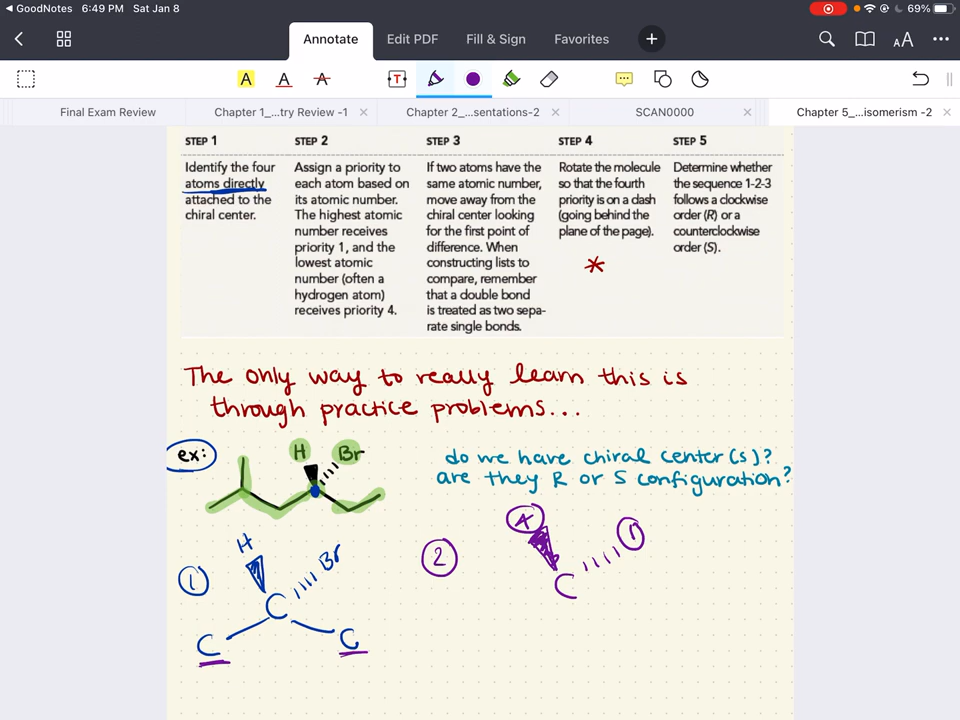 GoodNotes 6:49 PM Sat Jan 8 69%
Annotate Edit PDF Fill & Sign Favorites
AA
A A A T
Final Exam Review Chapter 1_...try Review -1 Chapter 2_...sentations-2 SCAN0000 Chapter 5_...isomerism -2
STEP 1
Identify the four
atoms directly
attached to the
chiral center.
STEP 2
Assign a priority to
each atom based on
its atomic number.
The highest atomic
number receives
priority 1, and the
lowest atomic
number (often a
hydrogen atom)
receives priority 4.
STEP 3
If two atoms have the
same atomic number,
move away from the
chiral center looking
for the first point of
difference. When
constructing lists to
compare, remember
that a double bond
is treated as two sepa-
rate single bonds.
STEP 4
Rotate the molecule
so that the fourth
priority is on a dash
(going behind the
plane of the page).
*
STEP 5
Determine whether
the sequence 1-2-3
follows a clockwise
order (R) or a
counterclockwise
order (S).
The only way to really learn this is
through practice problems...
ex:
H Br
do we have chiral center(s)?
are they R or S configuration?
1
H Br
C
C C
2
4 1
C